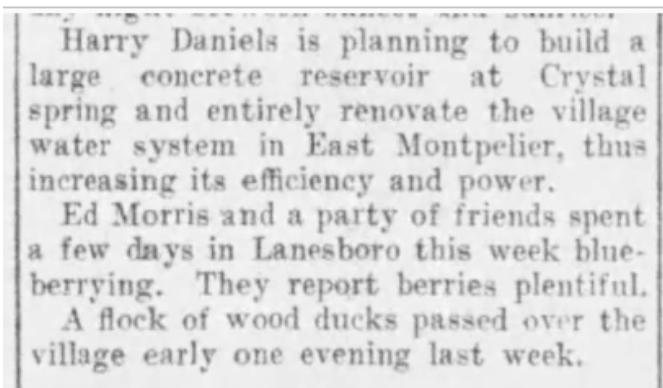 Harry Daniels is planning to build a
large concrete reservoir at Crystal
spring and entirely renovate the village
water system in East Montpelier, thus
increasing its efficiency and power.
Ed Morris and a party of friends spent
a few days in Lanesboro this week blue-
berrying. They report berries plentiful.
A flock of wood ducks passed over the
village early one evening last week.